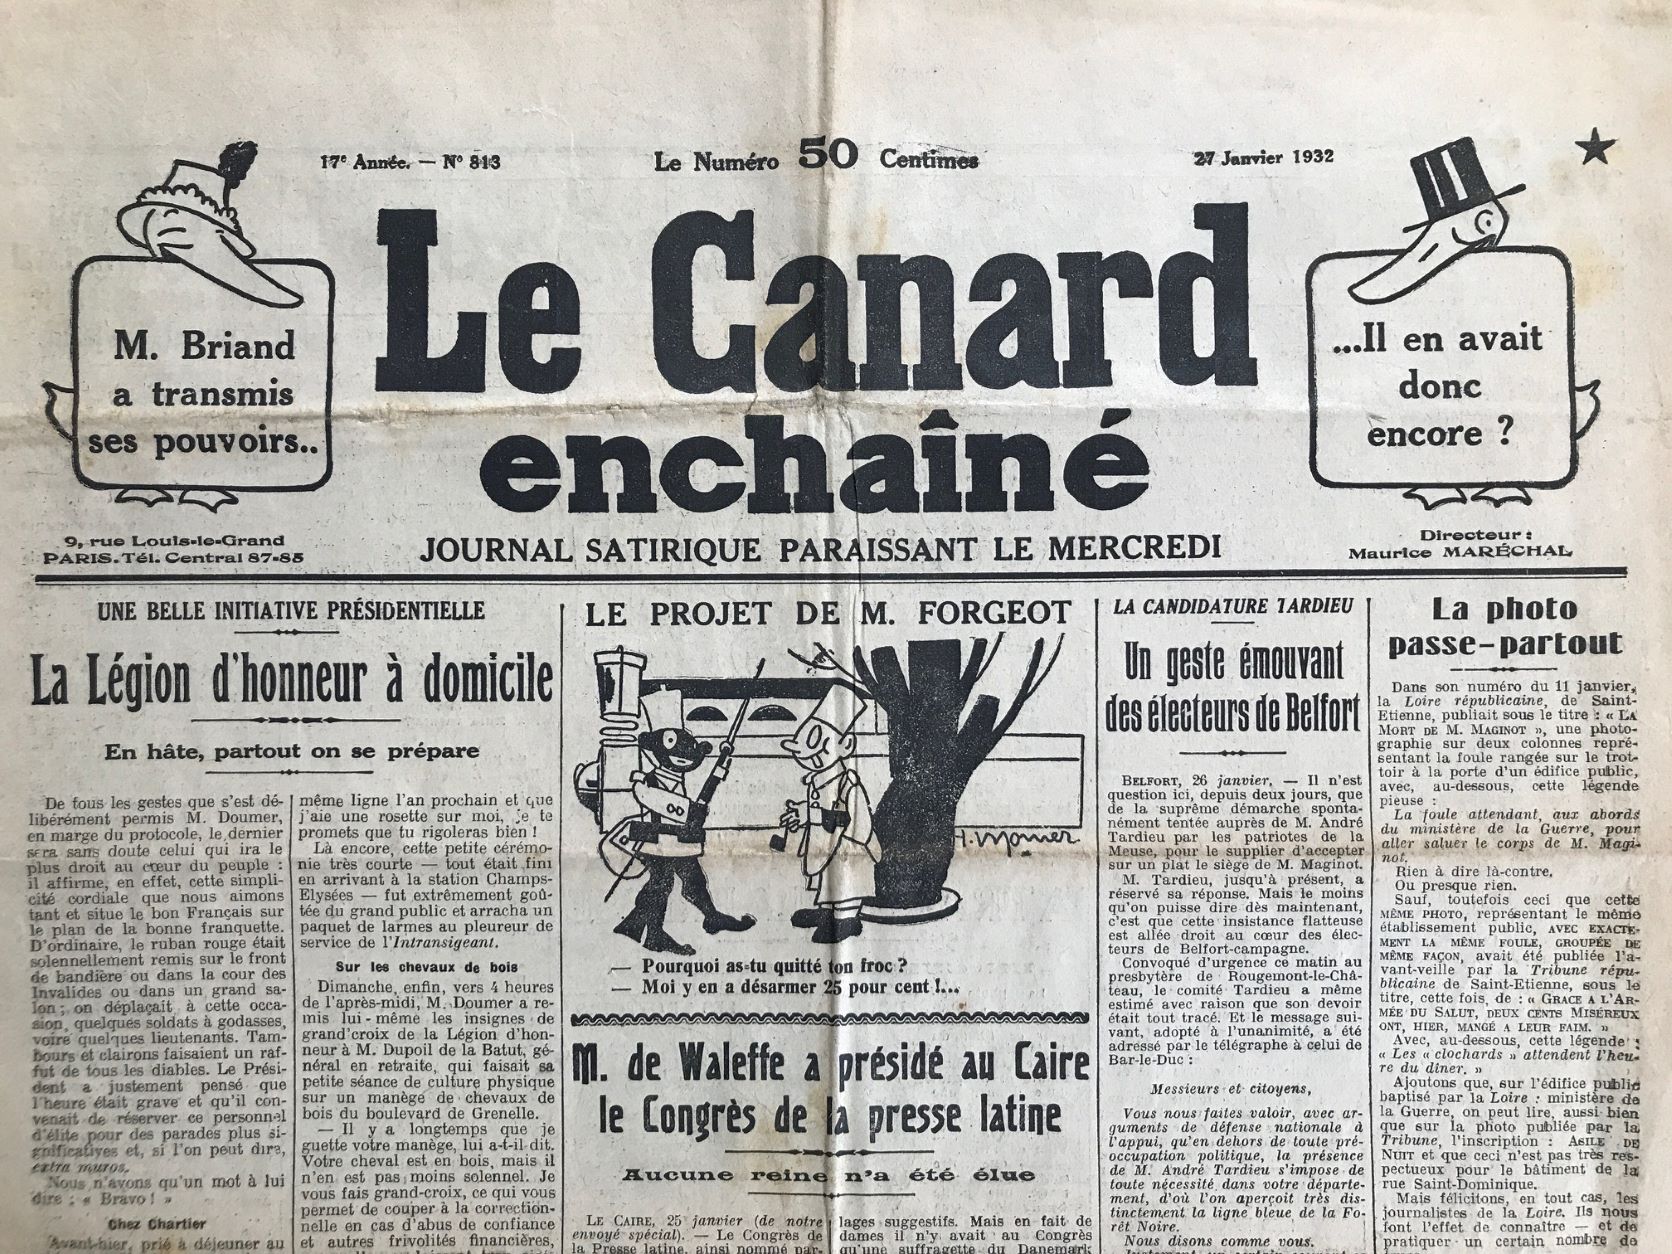 17e Année. — N° 813
Le Numéro 50 Centimes
27 Janvier 1932
M. Briand
a transmis
ses pouvoirs..
Le Canard
enchaîné
...Il en avait
donc
encore ?
9, rue Louis-le-Grand
PARIS. Tél. Central 87-85
JOURNAL SATIRIQUE PARAISSANT LE MERCREDI
Directeur :
Maurice MARÉCHAL
UNE BELLE INITIATIVE PRÉSIDENTIELLE
La Légion d'honneur à domicile
En hâte, partout on se prépare
De tous les gestes que s'est dé-
libérément permis M. Doumer,
en marge du protocole, le dernier
sera sans doute celui qui ira le
plus droit au cœur du peuple :
il affirme, en effet, cette simpli-
cité cordiale que nous aimons
tant et situe le bon Français sur
le plan de la bonne franquette.
D'ordinaire, le ruban rouge était
solennellement remis sur le front
de bandière ou dans la cour des
Invalides ou dans un grand sa-
lon ; on déplaçait à cette occa-
sion, quelques soldats à godasses,
voire quelques lieutenants. Tam-
bours et clairons faisaient un raf-
fut de tous les diables. Le Prési-
dent a justement pensé que
l'heure était grave et qu'il con-
venait de réserver ce personnel
d'élite pour des parades plus si-
gnificatives et, si l'on peut dire,
extra muros.
Nous n'avons qu'un mot à lui
dire : « Bravo ! »
Chez Chartier
Avant-hier, prié à déjeuner au
même ligne l'an prochain et que
j'aie une rosette sur moi, je te
promets que tu rigoleras bien !
Là encore, cette petite cérémo-
nie très courte — tout était fini
en arrivant à la station Champs-
Elysées — fut extrêmement goû-
tée du grand public et arracha un
paquet de larmes au pleureur de
service de l'Intransigeant.
Sur les chevaux de bois
Dimanche, enfin, vers 4 heures
de l'après-midi, M. Doumer a re-
mis lui-même les insignes de
grand'croix de la Légion d'hon-
neur à M. Dupoil de la Batut, gé-
néral en retraite, qui faisait sa
petite séance de culture physique
sur un manège de chevaux de
bois du boulevard de Grenelle.
— Il y a longtemps que je
guette votre manège, lui a-t-il dit.
Votre cheval est en bois, mais il
n'en est pas moins solennel. Je
vous fais grand-croix, ce qui vous
permet de couper à la correction-
nelle en cas d'abus de confiance
et autres frivolités financières,
LE PROJET DE M. FORGEOT
H. Monier
— Pourquoi as-tu quitté ton froc ?
— Moi y en a désarmer 25 pour cent !...
M. de Waleffe a présidé au Caire
le Congrès de la presse latine
Aucune reine n'a été élue
LE CAIRE, 25 janvier (de notre
envoyé spécial). — Le Congrès de
la Presse latine, ainsi nommé par-
lages suggestifs. Mais en fait de
dames il n'y avait au Congrès
qu'une suffragette du Danemark
LA CANDIDATURE TARDIEU
Un geste émouvant
des électeurs de Belfort
BELFORT, 26 janvier. — Il n'est
question ici, depuis deux jours, que
de la suprême démarche sponta-
nément tentée auprès de M. André
Tardieu par les patriotes de la
Meuse, pour le supplier d'accepter
sur un plat le siège de M. Maginot.
M. Tardieu, jusqu'à présent, a
réservé sa réponse. Mais le moins
qu'on puisse dire dès maintenant,
c'est que cette insistance flatteuse
est allée droit au cœur des élec-
teurs de Belfort-campagne.
Convoqué d'urgence ce matin au
presbytère de Rougemont-le-Châ-
teau, le comité Tardieu a même
estimé avec raison que son devoir
était tout tracé. Et le message sui-
vant, adopté à l'unanimité, a été
adressé par le télégraphe à celui de
Bar-le-Duc :
Messieurs et citoyens,
Vous nous faites valoir, avec ar-
guments de défense nationale à
l'appui, qu'en dehors de toute pré-
occupation politique, la présence
de M. André Tardieu s'impose de
toute nécessité dans votre départe-
ment, d'où l'on aperçoit très dis-
tinctement la ligne bleue de la Fo-
rêt Noire.
Nous disons comme vous.
La photo
passe-partout
Dans son numéro du 11 janvier,
la Loire républicaine, de Saint-
Etienne, publiait sous le titre : « LA
MORT DE M. MAGINOT », une photo-
graphie sur deux colonnes repré-
sentant la foule rangée sur le trot-
toir à la porte d'un édifice public,
avec, au-dessous, cette légende
pieuse :
La foule attendant, aux abords
du ministère de la Guerre, pour
aller saluer le corps de M. Magi-
not.
Rien à dire là-contre.
Ou presque rien.
Sauf, toutefois ceci que cette
MÊME PHOTO, représentant le même
établissement public, AVEC EXACTE-
MENT LA MÊME FOULE, GROUPÉE DE
MÊME FAÇON, avait été publiée l'a-
vant-veille par la Tribune répu-
blicaine de Saint-Etienne, sous le
titre, cette fois, de : « GRACE A L'AR-
MÉE DU SALUT, DEUX CENTS MISÉREUX
ONT, HIER, MANGÉ A LEUR FAIM. »
Avec, au-dessous, cette légende :
« Les « clochards » attendent l'heu-
re du dîner. »
Ajoutons que, sur l'édifice public
baptisé par la Loire : ministère de
la Guerre, on peut lire, aussi bien
que sur la photo publiée par la
Tribune, l'inscription : ASILE DE
NUIT et que ceci n'est pas très res-
pectueux pour le bâtiment de la
rue Saint-Dominique.
Mais félicitons, en tout cas, les
journalistes de la Loire. Ils nous
font l'effet de connaître — et de
pratiquer un certain nombre de